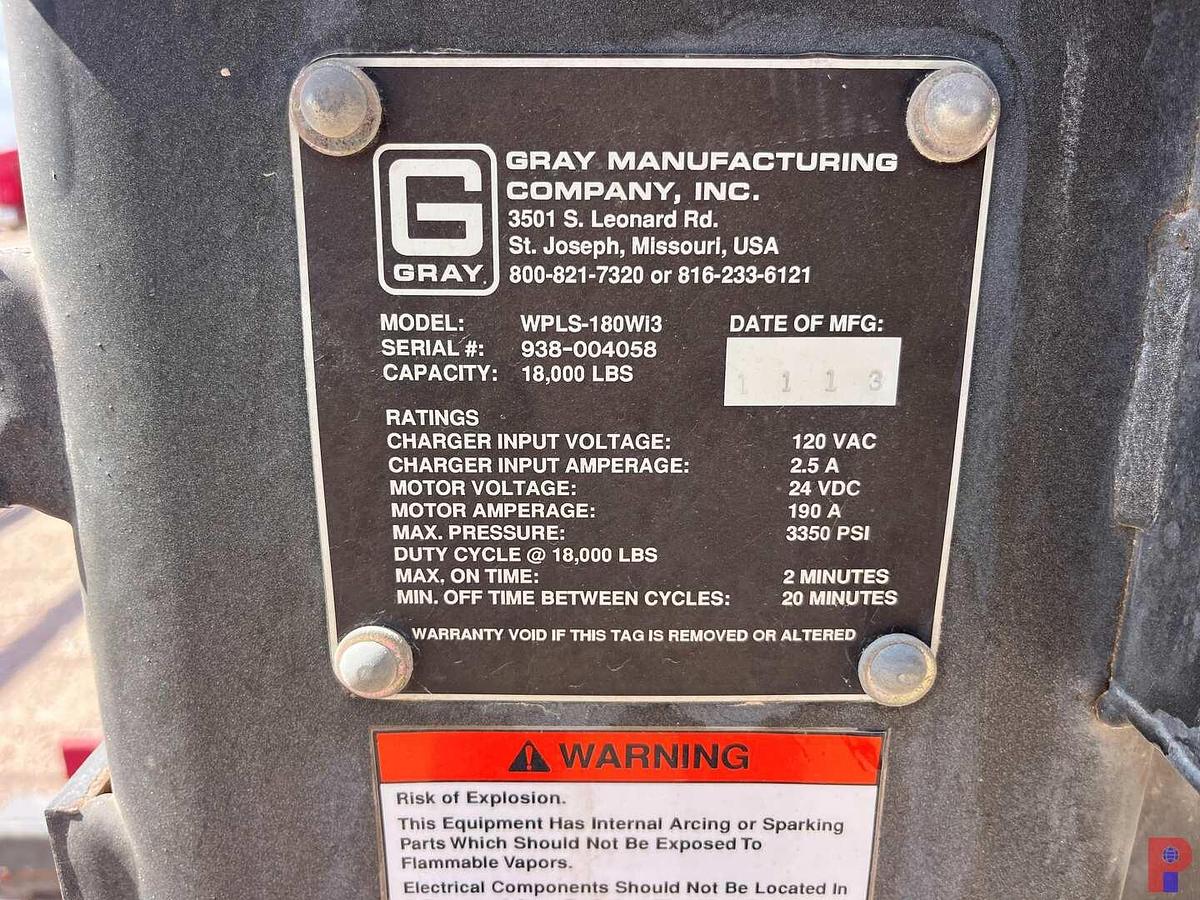 G
GRAY
GRAY MANUFACTURING
COMPANY, INC.
3501 S. Leonard Rd.
St. Joseph, Missouri, USA
800-821-7320 or 816-233-6121
MODEL: WPLS-180Wi3
SERIAL #: 938-004058
CAPACITY: 18,000 LBS
DATE OF MFG:
1 1 1 3
RATINGS
CHARGER INPUT VOLTAGE: 120 VAC
CHARGER INPUT AMPERAGE: 2.5 A
MOTOR VOLTAGE: 24 VDC
MOTOR AMPERAGE: 190 A
MAX. PRESSURE: 3350 PSI
DUTY CYCLE @ 18,000 LBS
MAX. ON TIME: 2 MINUTES
MIN. OFF TIME BETWEEN CYCLES: 20 MINUTES
WARRANTY VOID IF THIS TAG IS REMOVED OR ALTERED
WARNING
Risk of Explosion.
This Equipment Has Internal Arcing or Sparking
Parts Which Should Not Be Exposed To
Flammable Vapors.
Electrical Components Should Not Be Located In